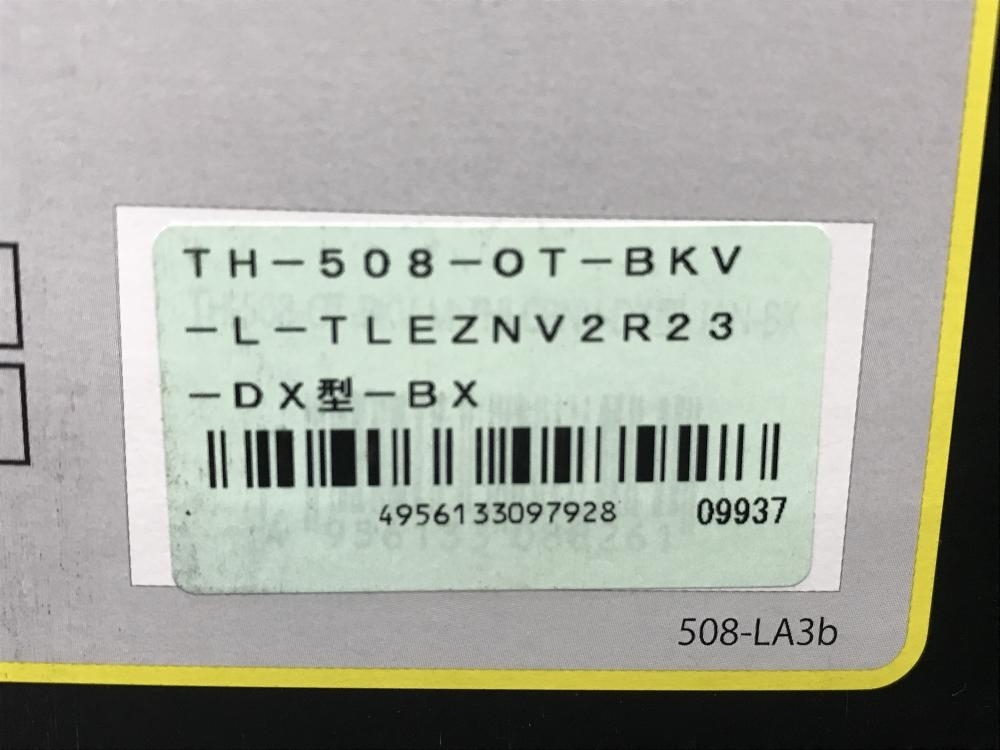 TH-508-OT-BKV
-L-TLEZNV2R23
-DX型-BX
4956133097928 09937
508-LA3b